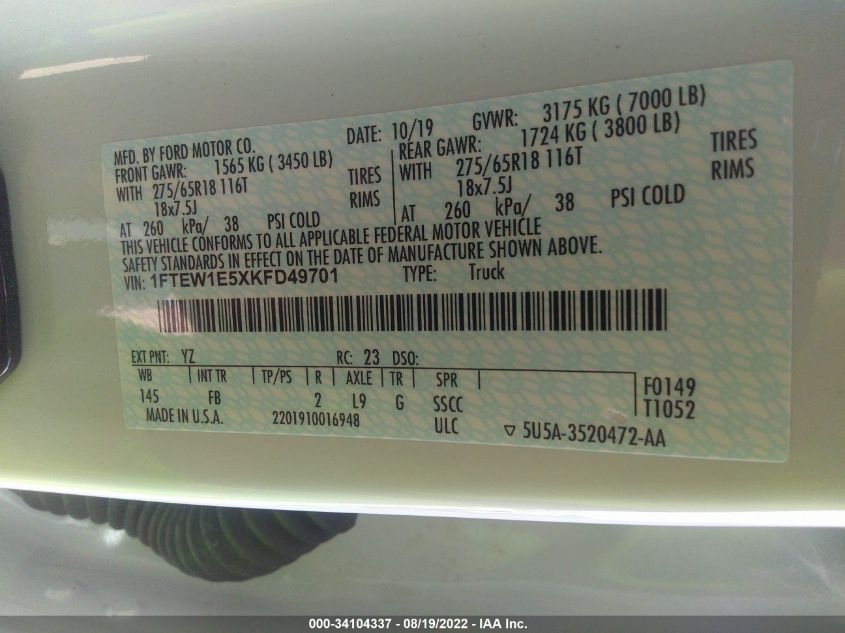 MFD. BY FORD MOTOR CO. DATE: 10/19 GVWR: 3175 KG ( 7000 LB)
FRONT GAWR: 1565 KG ( 3450 LB) REAR GAWR: 1724 KG ( 3800 LB)
WITH 275/65R18 116T TIRES WITH 275/65R18 116T TIRES
18x7.5J RIMS 18x7.5J RIMS
AT 260 kPa/ 38 PSI COLD AT 260 kPa/ 38 PSI COLD
THIS VEHICLE CONFORMS TO ALL APPLICABLE FEDERAL MOTOR VEHICLE
SAFETY STANDARDS IN EFFECT ON THE DATE OF MANUFACTURE SHOWN ABOVE.
VIN: 1FTEW1E5XKFD49701 TYPE: Truck
EXT PNT: YZ RC: 23 DSO:
WB INT TR TP/PS R AXLE TR SPR F0149
145 FB 2 L9 G SSCC T1052
MADE IN U.S.A. 2201910016948 ULC ▽ 5U5A-3520472-AA
000-34104337 - 08/19/2022 - IAA Inc.